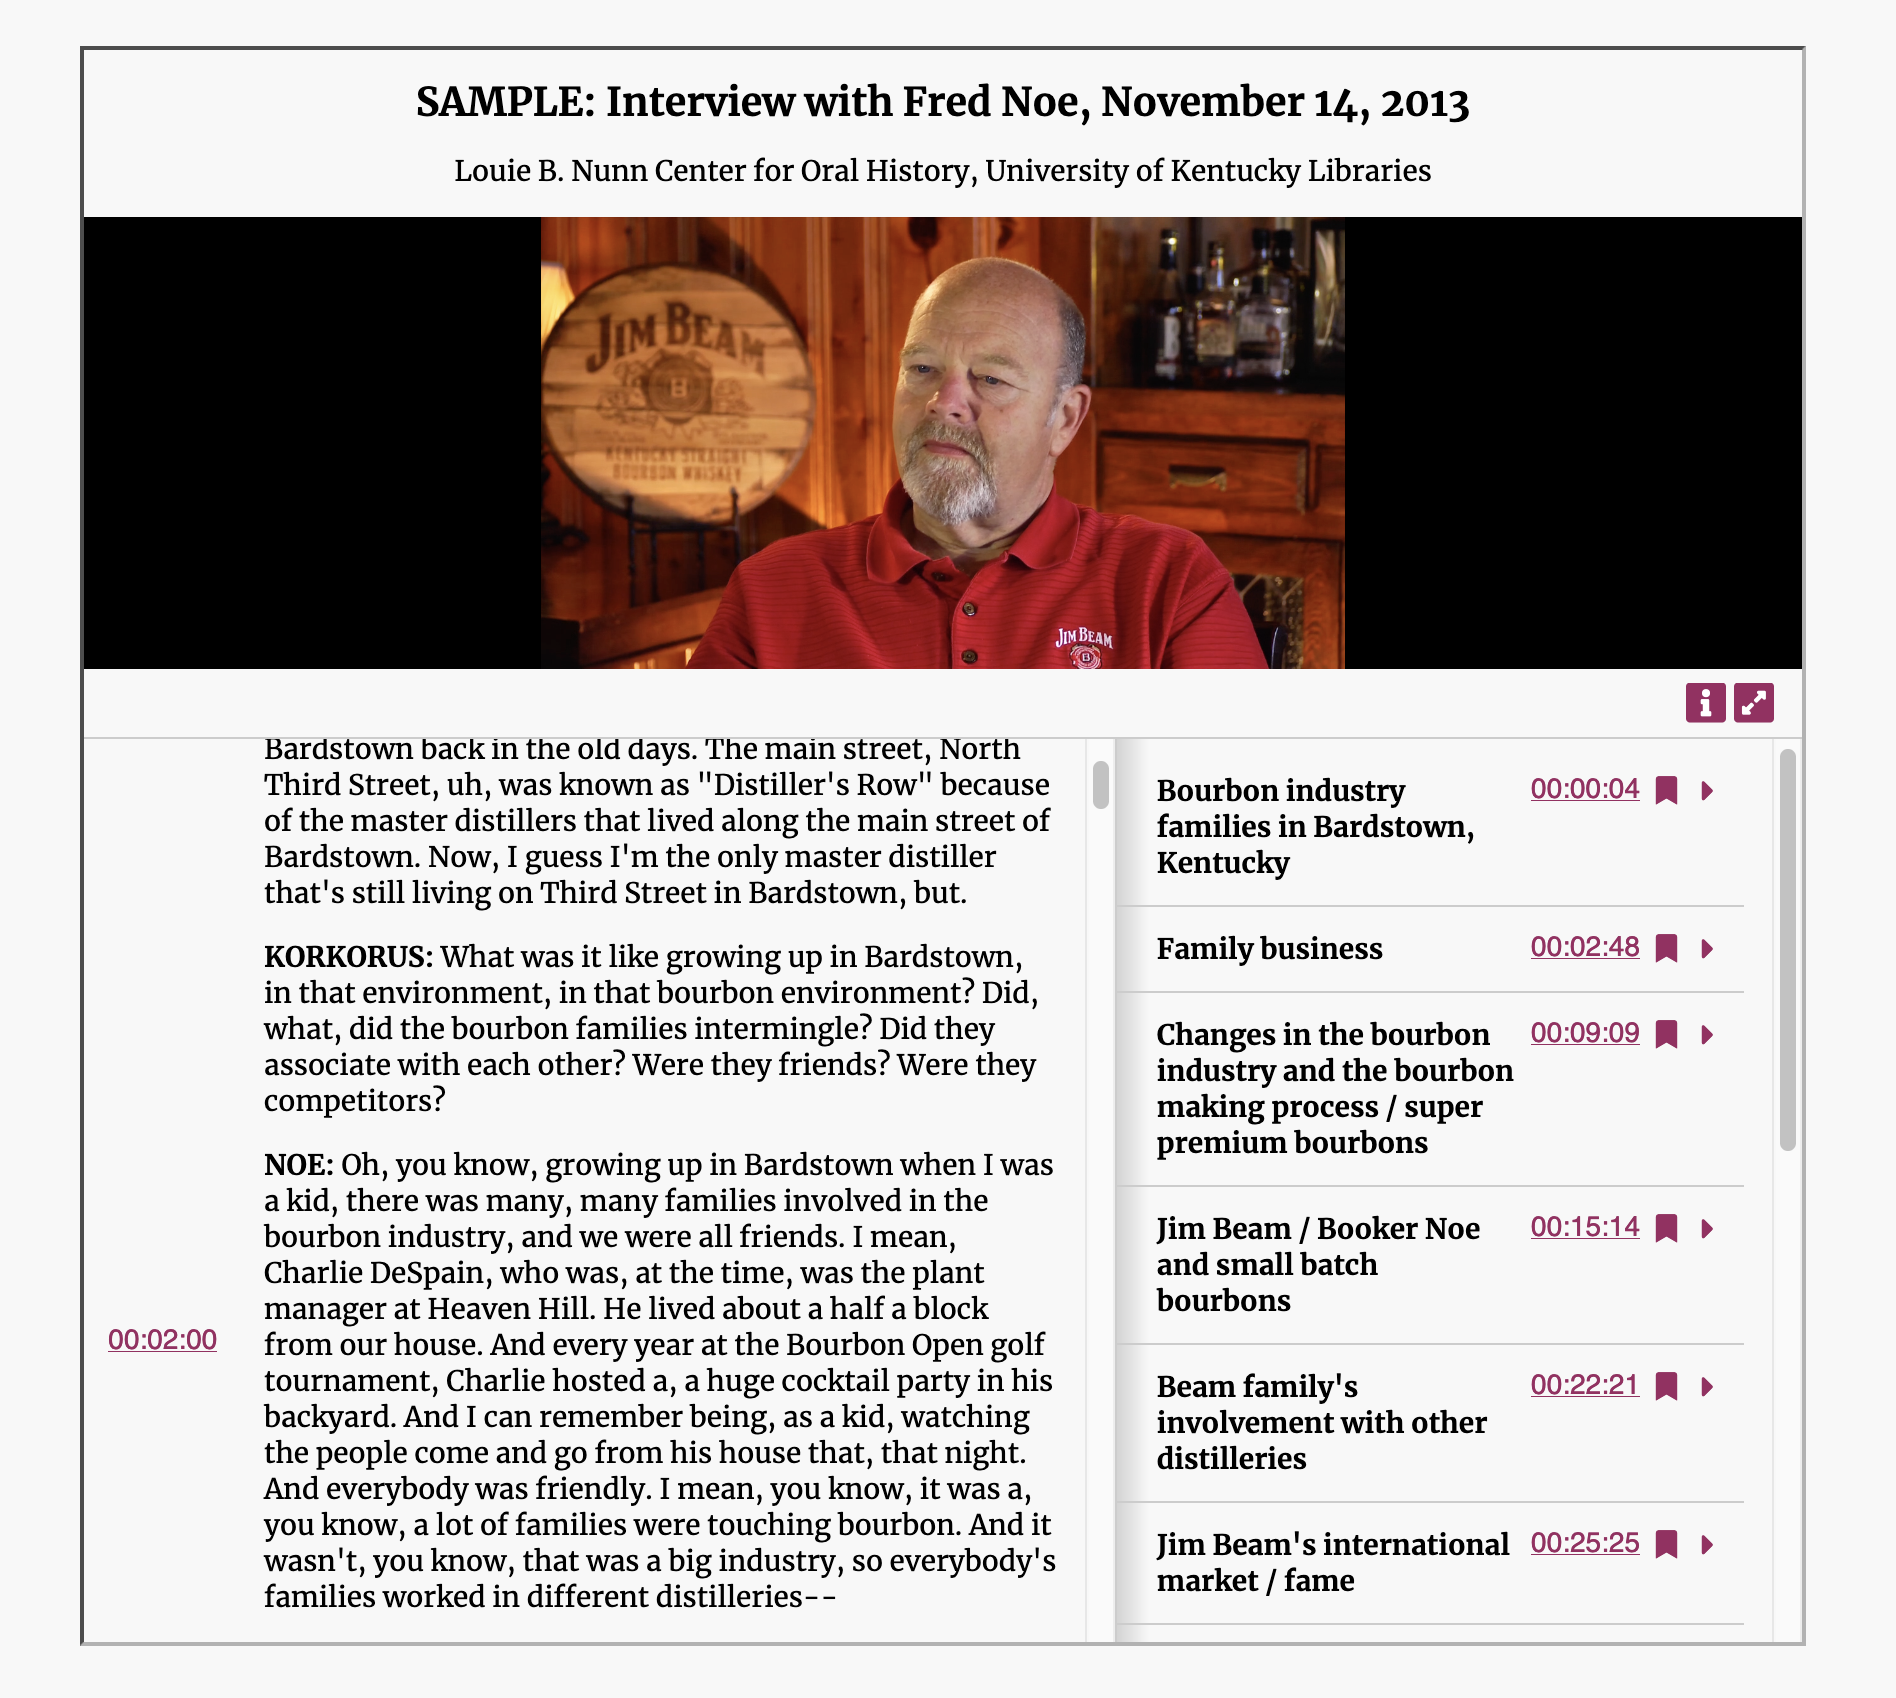 SAMPLE: Interview with Fred Noe, November 14, 2013
Louie B. Nunn Center for Oral History, University of Kentucky Libraries
JIM BEAM
B
KENTUCKY STRAIGHT
BOURBON WHISKEY
JIM BEAM
B
Bardstown back in the old days. The main street, North
Third Street, uh, was known as "Distiller's Row" because
of the master distillers that lived along the main street of
Bardstown. Now, I guess I'm the only master distiller
that's still living on Third Street in Bardstown, but.
KORKORUS: What was it like growing up in Bardstown,
in that environment, in that bourbon environment? Did,
what, did the bourbon families intermingle? Did they
associate with each other? Were they friends? Were they
competitors?
NOE: Oh, you know, growing up in Bardstown when I was
a kid, there was many, many families involved in the
bourbon industry, and we were all friends. I mean,
Charlie DeSpain, who was, at the time, was the plant
manager at Heaven Hill. He lived about a half a block
00:02:00 from our house. And every year at the Bourbon Open golf
tournament, Charlie hosted a, a huge cocktail party in his
backyard. And I can remember being, as a kid, watching
the people come and go from his house that, that night.
And everybody was friendly. I mean, you know, it was a,
you know, a lot of families were touching bourbon. And it
wasn't, you know, that was a big industry, so everybody's
families worked in different distilleries--
Bourbon industry 00:00:04
families in Bardstown,
Kentucky
Family business 00:02:48
Changes in the bourbon 00:09:09
industry and the bourbon
making process / super
premium bourbons
Jim Beam / Booker Noe 00:15:14
and small batch
bourbons
Beam family's 00:22:21
involvement with other
distilleries
Jim Beam's international 00:25:25
market / fame